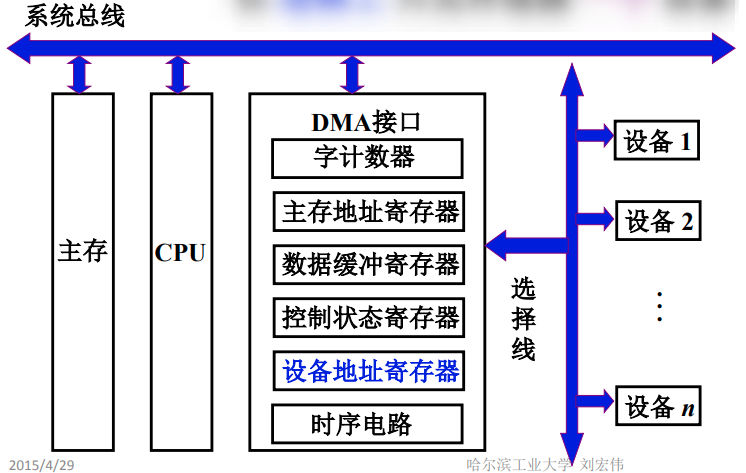 系统总线
DMA接口
字计数器
主存地址寄存器
数据缓冲寄存器
控制状态寄存器
设备地址寄存器
时序电路
主存
CPU
选
择
线
设备 1
设备 2
⋮
设备 n
2015/4/29
哈尔滨工业大学 刘宏伟